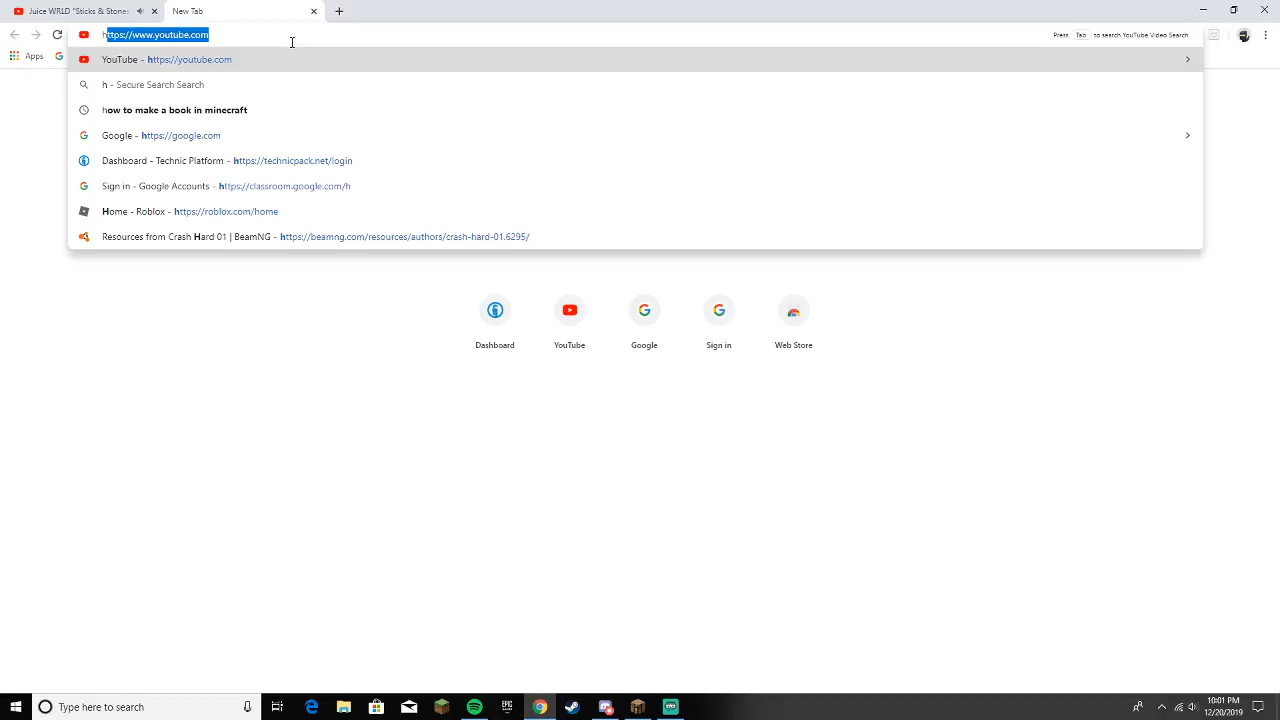 Juice WRLD "Sticks & Stones
New Tab
https://www.youtube.com
Press Tab to search YouTube Video Search
Apps
YouTube - https://youtube.com
h - Secure Search Search
how to make a book in minecraft
Google - https://google.com
Dashboard - Technic Platform - https://technicpack.net/login
Sign in - Google Accounts - https://classroom.google.com/h
Home - Roblox - https://roblox.com/home
Resources from Crash Hard 01 | BeamNG - https://beamng.com/resources/authors/crash-hard-01.6295/
Dashboard
YouTube
Google
Sign in
Web Store
Type here to search
EPIC
10:01 PM
12/20/2019